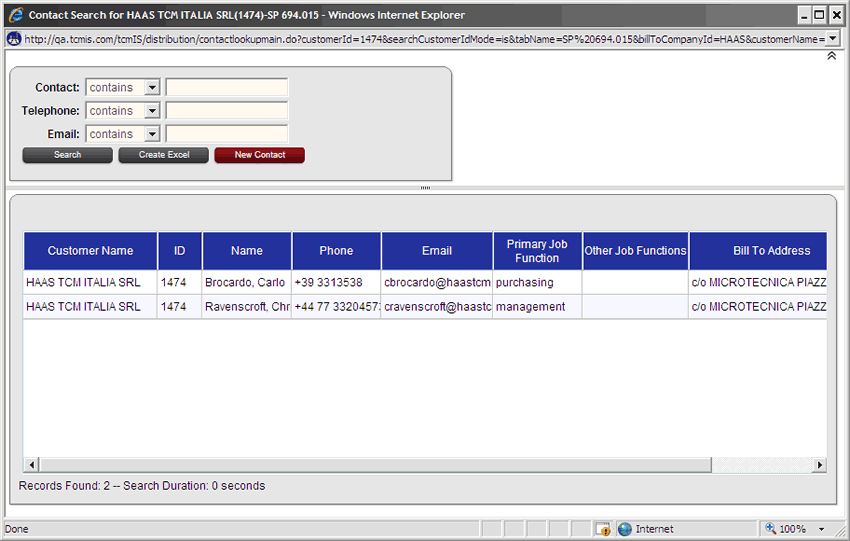 Contact Search for HAAS TCM ITALIA SRL(1474)-SP 694.015 - Windows Internet Explorer
http://qa.tcmis.com/tcmIS/distribution/contactlookupmain.do?customerId=1474&searchCustomerIdMode=is&tabName=SP%20694.015&billToCompanyId=HAAS&customerName=
Contact: contains
Telephone: contains
Email: contains
Search Create Excel New Contact
Customer Name ID Name Phone Email Primary Job Function Other Job Functions Bill To Address
HAAS TCM ITALIA SRL 1474 Brocardo, Carlo +39 3313538 cbrocardo@haastcm purchasing c/o MICROTECNICA PIAZZ
HAAS TCM ITALIA SRL 1474 Ravenscroft, Chr +44 77 3320457 cravenscroft@haastc management c/o MICROTECNICA PIAZZ
Records Found: 2 -- Search Duration: 0 seconds
Done Internet 100%